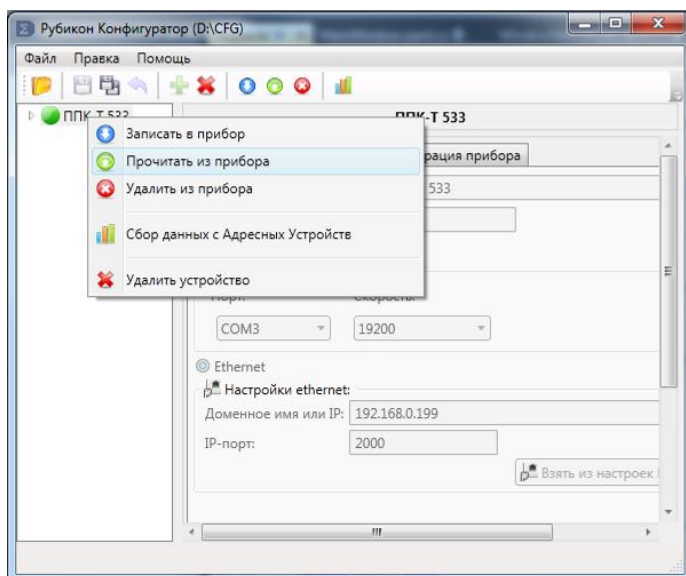 Рубикон Конфигуратор (D:\CFG)
Файл Правка Помощь
ППК-Т 533
ППК-Т 533
Записать в прибор
Прочитать из прибора
рация прибора
Удалить из прибора
533
Сбор данных с Адресных Устройств
Удалить устройство
Порт: Скорость:
COM3 19200
Ethernet
Настройки ethernet:
Доменное имя или IP: 192.168.0.199
IP-порт: 2000
Взять из настроек